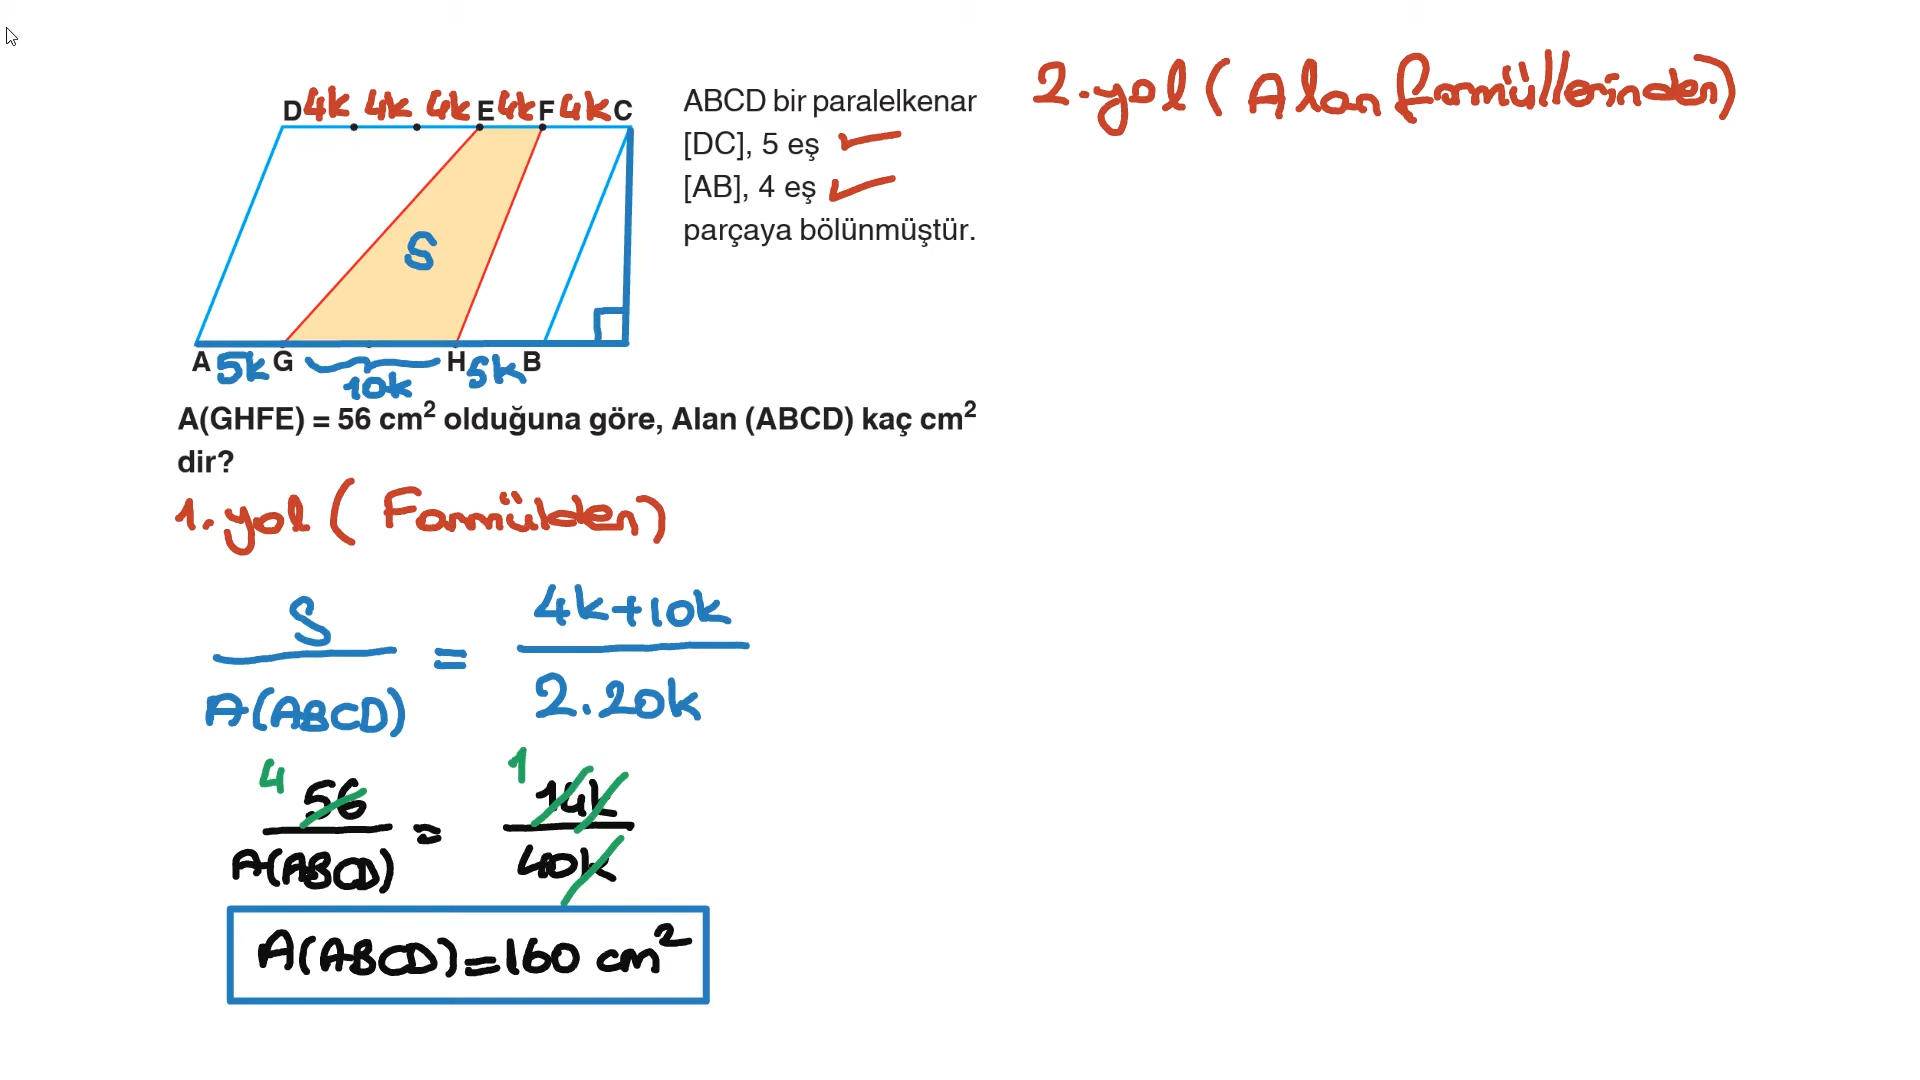 D 4k 4k 4k E 4k F 4k C
S
A 5k G 10k H 5k B
ABCD bir paralelkenar
[DC], 5 eş
[AB], 4 eş
parçaya bölünmüştür.
A(GHFE) = 56 cm² olduğuna göre, Alan (ABCD) kaç cm²
dir?
1. yol ( Formülden)
S / A(ABCD) = 4k+10k / 2.20k
4 56 / A(ABCD) = 1 14k / 40k
A(ABCD)=160 cm²
2. yol ( Alan formüllerinden)